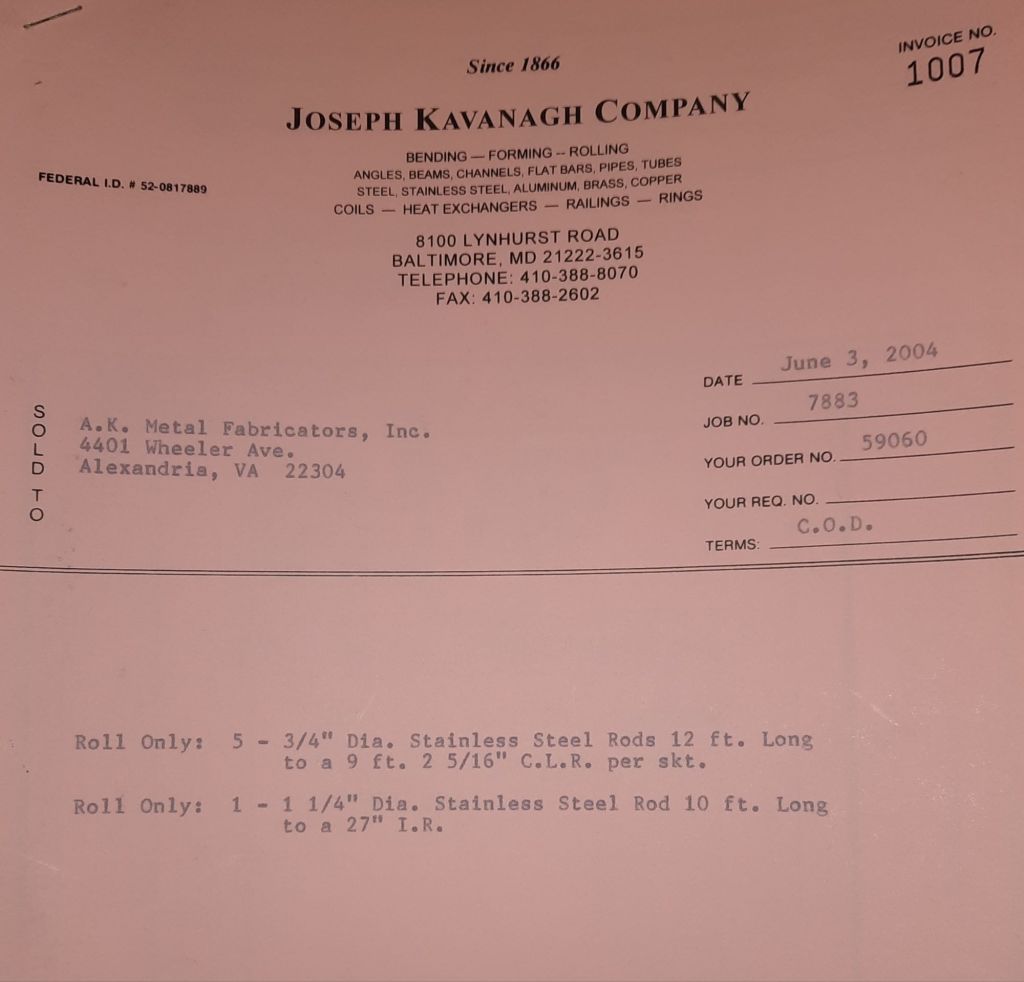 Since 1866
INVOICE NO.
1007
JOSEPH KAVANAGH COMPANY
BENDING — FORMING -- ROLLING
ANGLES, BEAMS, CHANNELS, FLAT BARS, PIPES, TUBES
STEEL, STAINLESS STEEL, ALUMINUM, BRASS, COPPER
COILS — HEAT EXCHANGERS — RAILINGS — RINGS
FEDERAL I.D. # 52-0817889
8100 LYNHURST ROAD
BALTIMORE, MD 21222-3615
TELEPHONE: 410-388-8070
FAX: 410-388-2602
DATE June 3, 2004
JOB NO. 7883
YOUR ORDER NO. 59060
YOUR REQ. NO.
TERMS: C.O.D.
SOLD TO
A.K. Metal Fabricators, Inc.
4401 Wheeler Ave.
Alexandria, VA 22304
Roll Only: 5 - 3/4" Dia. Stainless Steel Rods 12 ft. Long
to a 9 ft. 2 5/16" C.L.R. per skt.
Roll Only: 1 - 1 1/4" Dia. Stainless Steel Rod 10 ft. Long
to a 27" I.R.